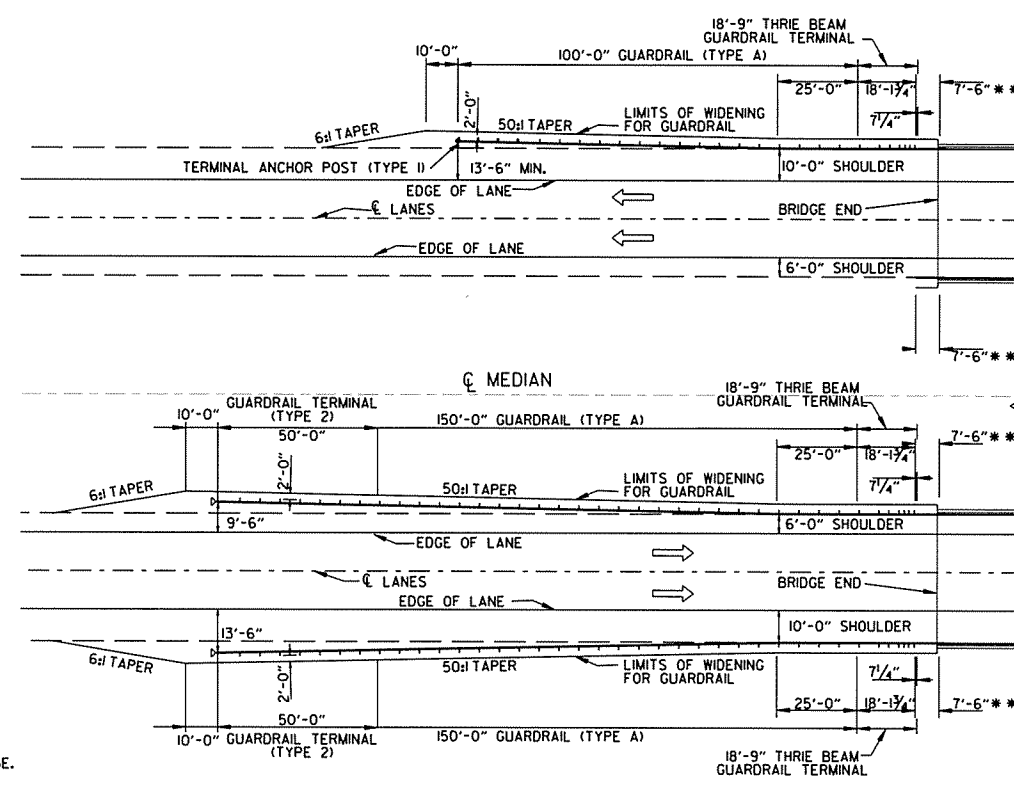 18'-9" THRIE BEAM
GUARDRAIL TERMINAL
10'-0"
100'-0" GUARDRAIL (TYPE A)
25'-0"
18'-1¾"
7'-6" * *
7¼"
2'-0"
6:1 TAPER
50:1 TAPER
LIMITS OF WIDENING
FOR GUARDRAIL
TERMINAL ANCHOR POST (TYPE 1)
13'-6" MIN.
10'-0" SHOULDER
EDGE OF LANE
℄ LANES
BRIDGE END
EDGE OF LANE
6'-0" SHOULDER
7'-6" * *
℄ MEDIAN
18'-9" THRIE BEAM
GUARDRAIL TERMINAL
10'-0"
GUARDRAIL TERMINAL
(TYPE 2)
50'-0"
150'-0" GUARDRAIL (TYPE A)
25'-0"
18'-1¾"
7'-6" * *
7¼"
2'-0"
6:1 TAPER
50:1 TAPER
LIMITS OF WIDENING
FOR GUARDRAIL
9'-6"
6'-0" SHOULDER
EDGE OF LANE
℄ LANES
BRIDGE END
EDGE OF LANE
13'-6"
10'-0" SHOULDER
6:1 TAPER
2'-0"
50:1 TAPER
LIMITS OF WIDENING
FOR GUARDRAIL
7¼"
25'-0"
18'-1¾"
7'-6" * *
50'-0"
10'-0"
GUARDRAIL TERMINAL
(TYPE 2)
150'-0" GUARDRAIL (TYPE A)
18'-9" THRIE BEAM
GUARDRAIL TERMINAL